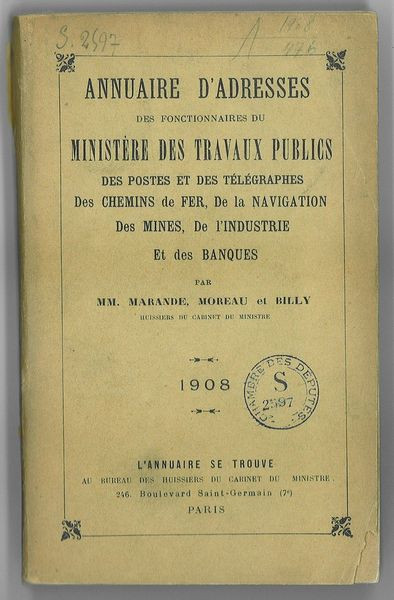 S. 2597
1908
ANNUAIRE D'ADRESSES
DES FONCTIONNAIRES DU
MINISTÈRE DES TRAVAUX PUBLICS
DES POSTES ET DES TÉLÉGRAPHES
Des CHEMINS de FER, De la NAVIGATION
Des MINES, De l'INDUSTRIE
Et des BANQUES
PAR
MM. MARANDE, MOREAU et BILLY
HUISSIERS DU CABINET DU MINISTRE
1908
CHAMBRE DES DEPUTES
S
2597
L'ANNUAIRE SE TROUVE
AU BUREAU DES HUISSIERS DU CABINET DU MINISTRE
246, Boulevard Saint-Germain (7e)
PARIS